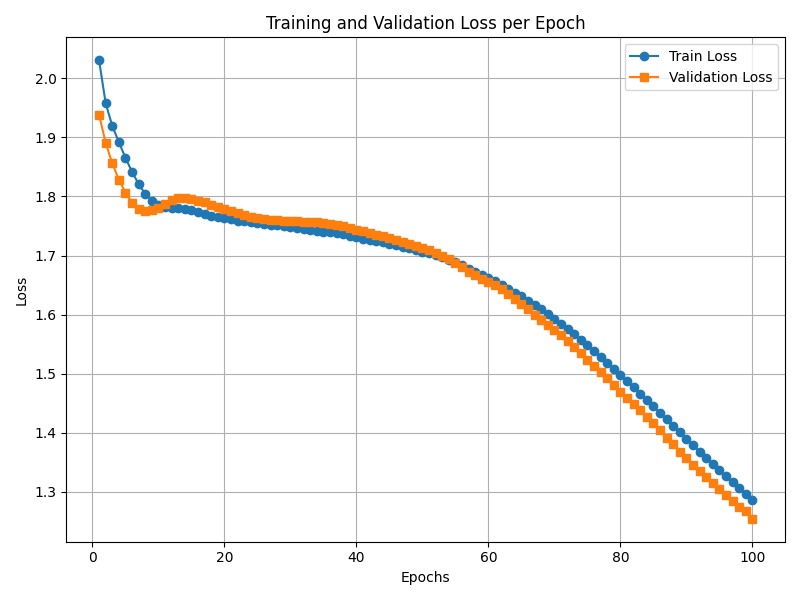 Training and Validation Loss per Epoch
Train Loss
Validation Loss
Loss
2.0
1.9
1.8
1.7
1.6
1.5
1.4
1.3
0 20 40 60 80 100
Epochs